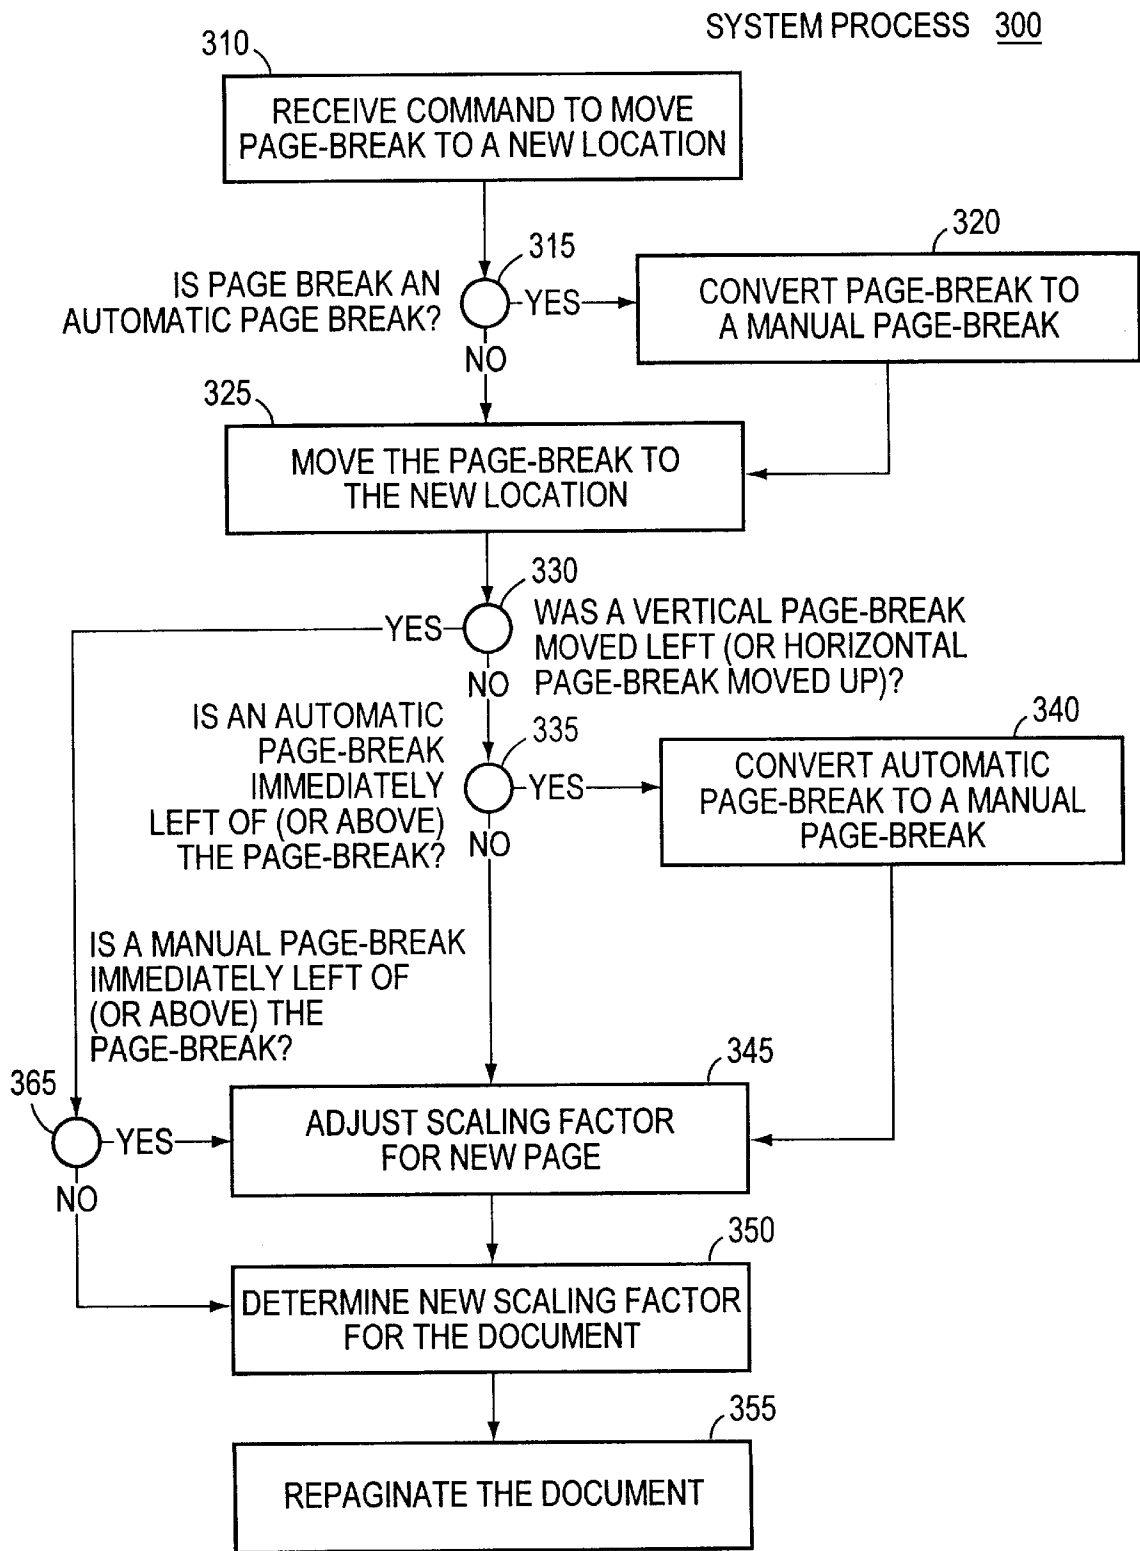 SYSTEM PROCESS 300
310
RECEIVE COMMAND TO MOVE
PAGE-BREAK TO A NEW LOCATION
315
IS PAGE BREAK AN
AUTOMATIC PAGE BREAK?
YES
320
CONVERT PAGE-BREAK TO
A MANUAL PAGE-BREAK
NO
325
MOVE THE PAGE-BREAK TO
THE NEW LOCATION
330
WAS A VERTICAL PAGE-BREAK
MOVED LEFT (OR HORIZONTAL
PAGE-BREAK MOVED UP)?
YES
NO
IS AN AUTOMATIC
PAGE-BREAK
IMMEDIATELY
LEFT OF (OR ABOVE)
THE PAGE-BREAK?
335
YES
340
CONVERT AUTOMATIC
PAGE-BREAK TO A MANUAL
PAGE-BREAK
NO
IS A MANUAL PAGE-BREAK
IMMEDIATELY LEFT OF
(OR ABOVE) THE
PAGE-BREAK?
365
YES
345
ADJUST SCALING FACTOR
FOR NEW PAGE
NO
350
DETERMINE NEW SCALING FACTOR
FOR THE DOCUMENT
355
REPAGINATE THE DOCUMENT